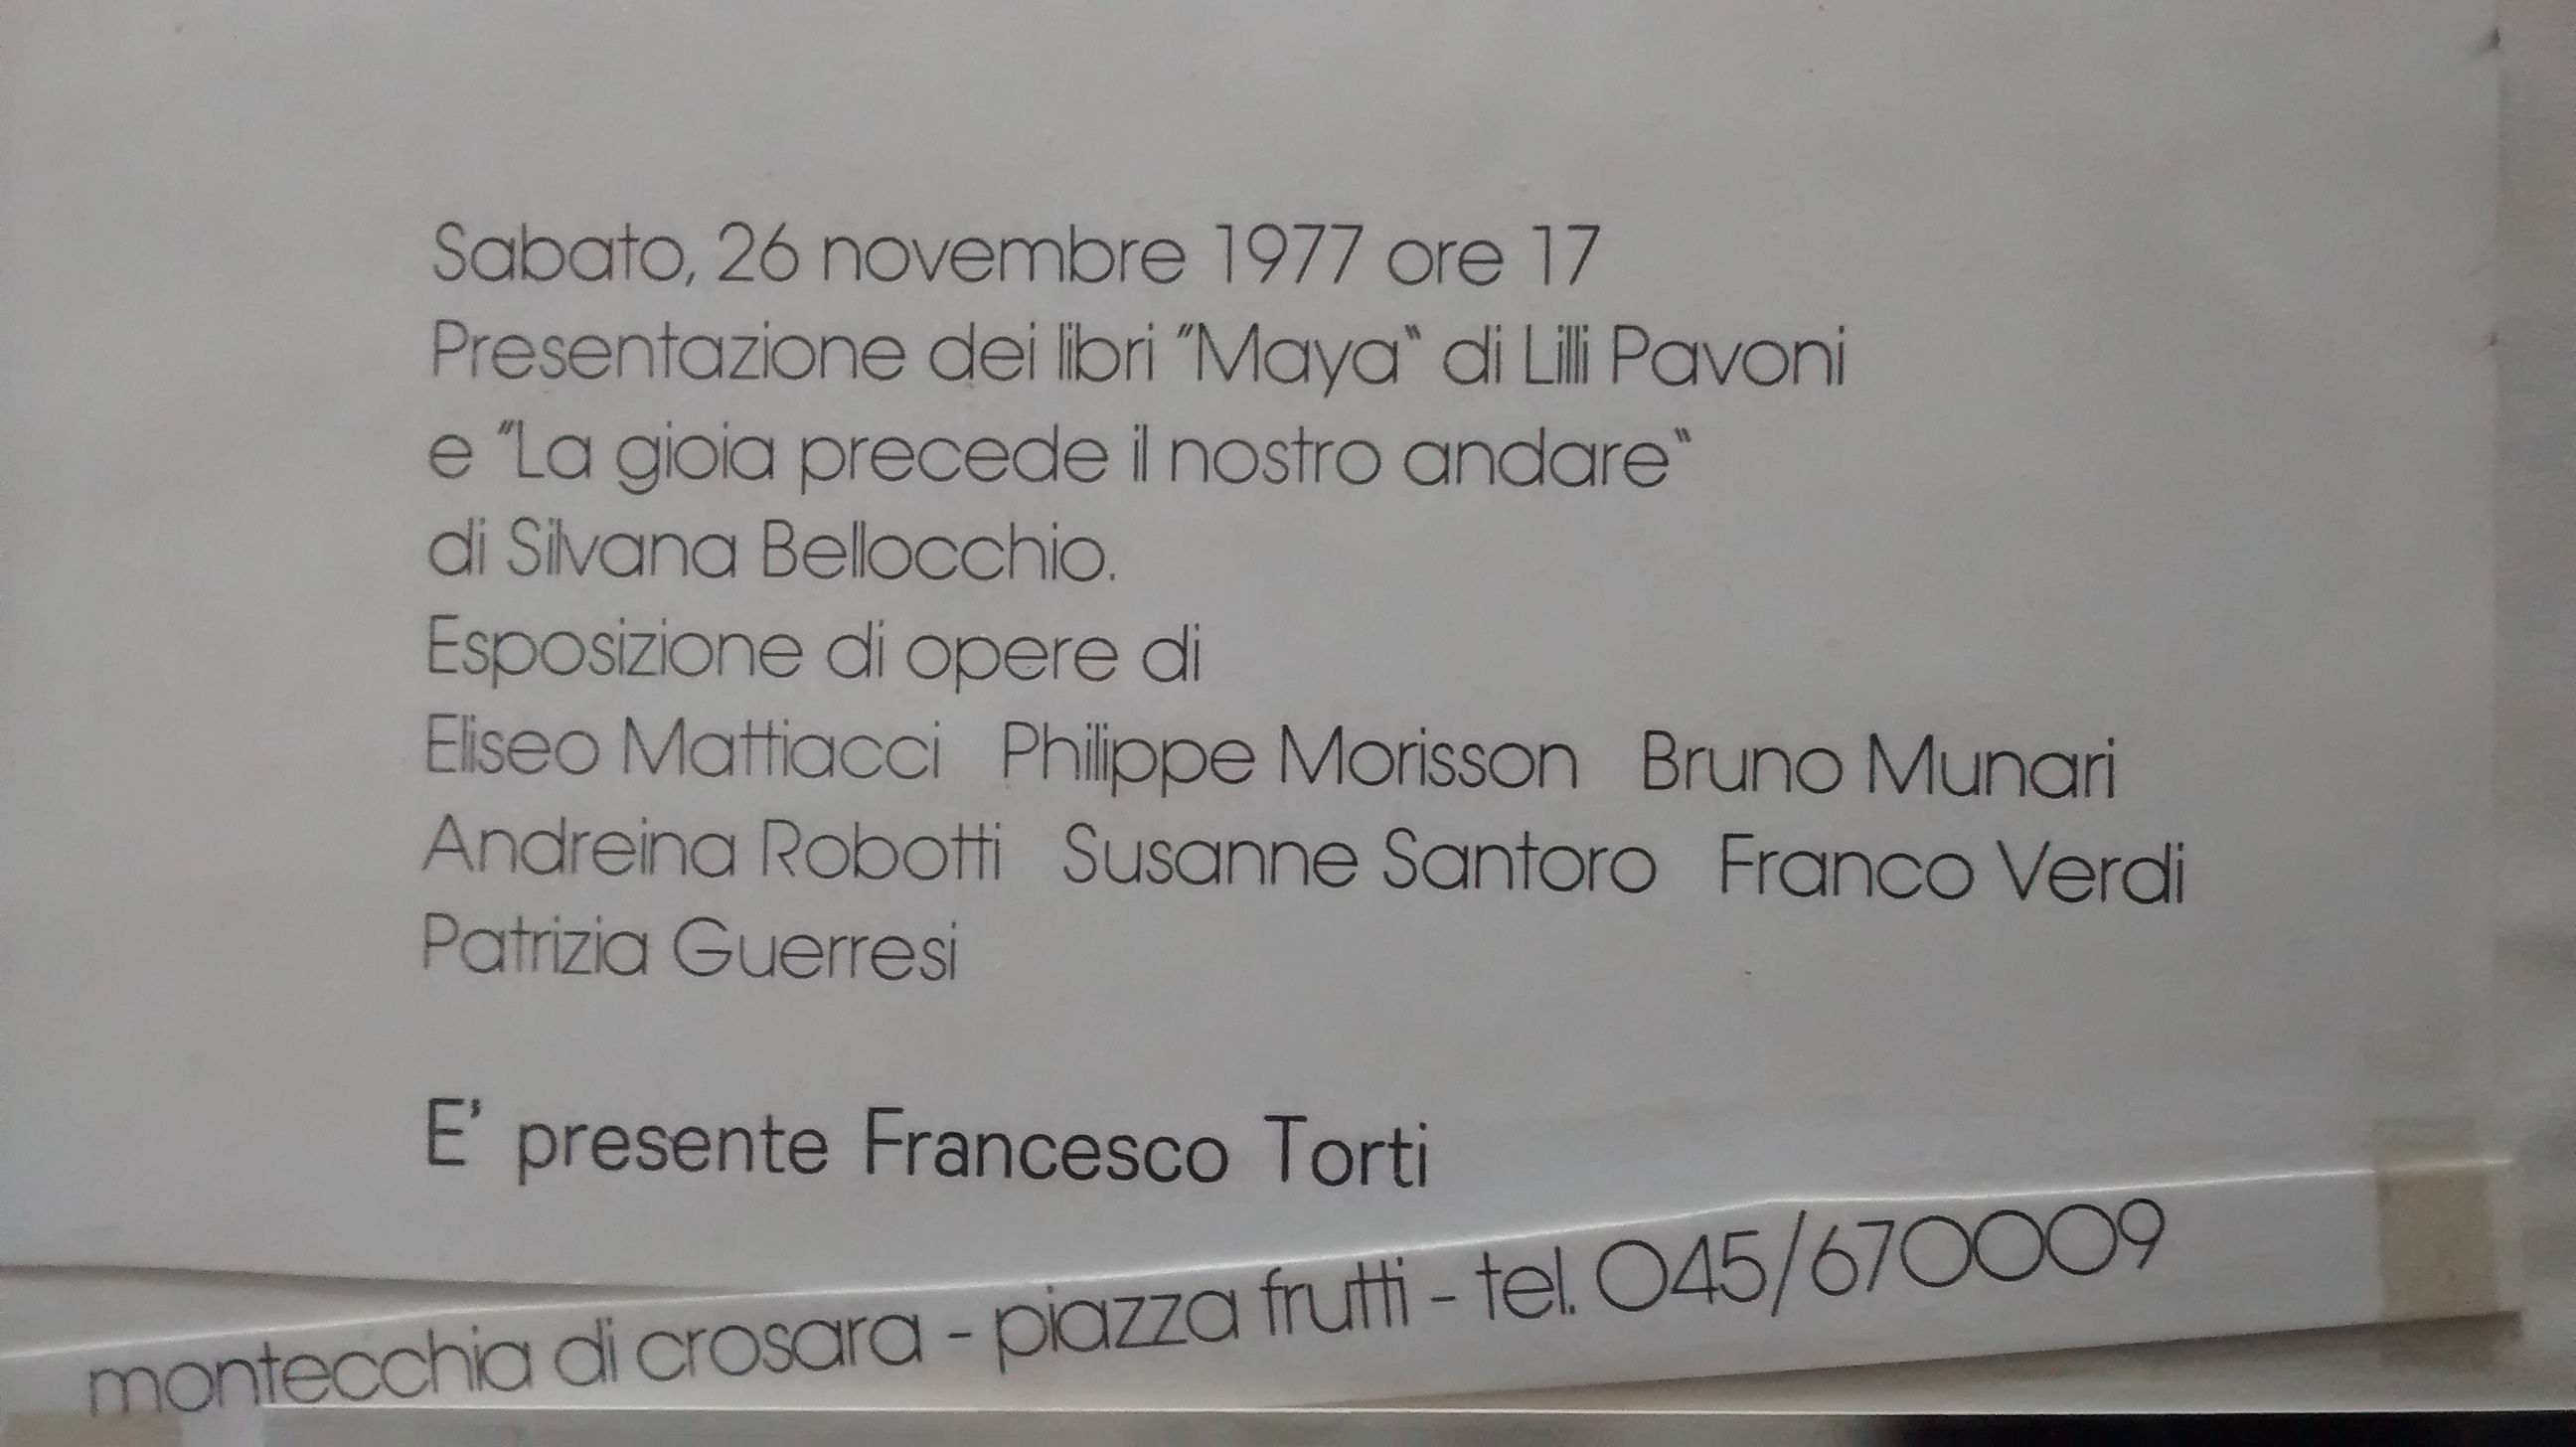 Sabato, 26 novembre 1977 ore 17
Presentazione dei libri "Maya" di Lilli Pavoni
e "La gioia precede il nostro andare"
di Silvana Bellocchio.
Esposizione di opere di
Eliseo Mattiacci Philippe Morisson Bruno Munari
Andreina Robotti Susanne Santoro Franco Verdi
Patrizia Guerresi
E' presente Francesco Torti
montecchia di crosara - piazza frutti - tel. 045/670009